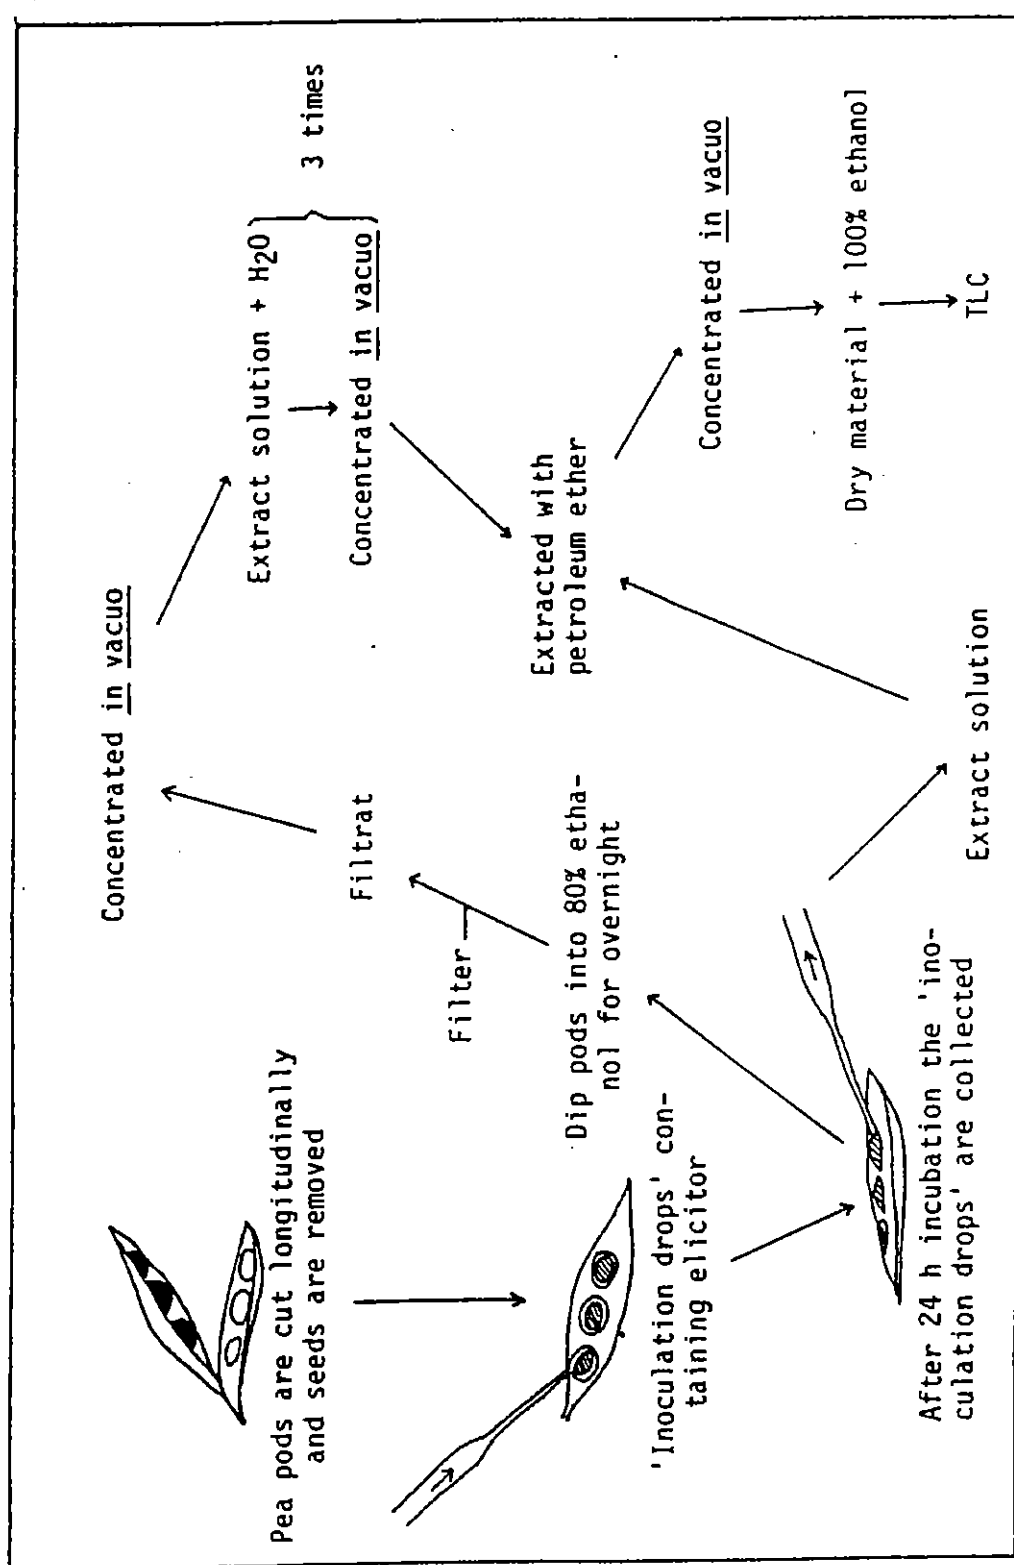 Pea pods are cut longitudinally
and seeds are removed
'Inoculation drops' con-
taining elicitor
After 24 h incubation the 'ino-
culation drops' are collected
Dip pods into 80% etha-
nol for overnight
Filter
Filtrat
Concentrated in vacuo
Extract solution + H2O
Concentrated in vacuo
3 times
Extract solution
Extracted with
petroleum ether
Concentrated in vacuo
Dry material + 100% ethanol
TLC